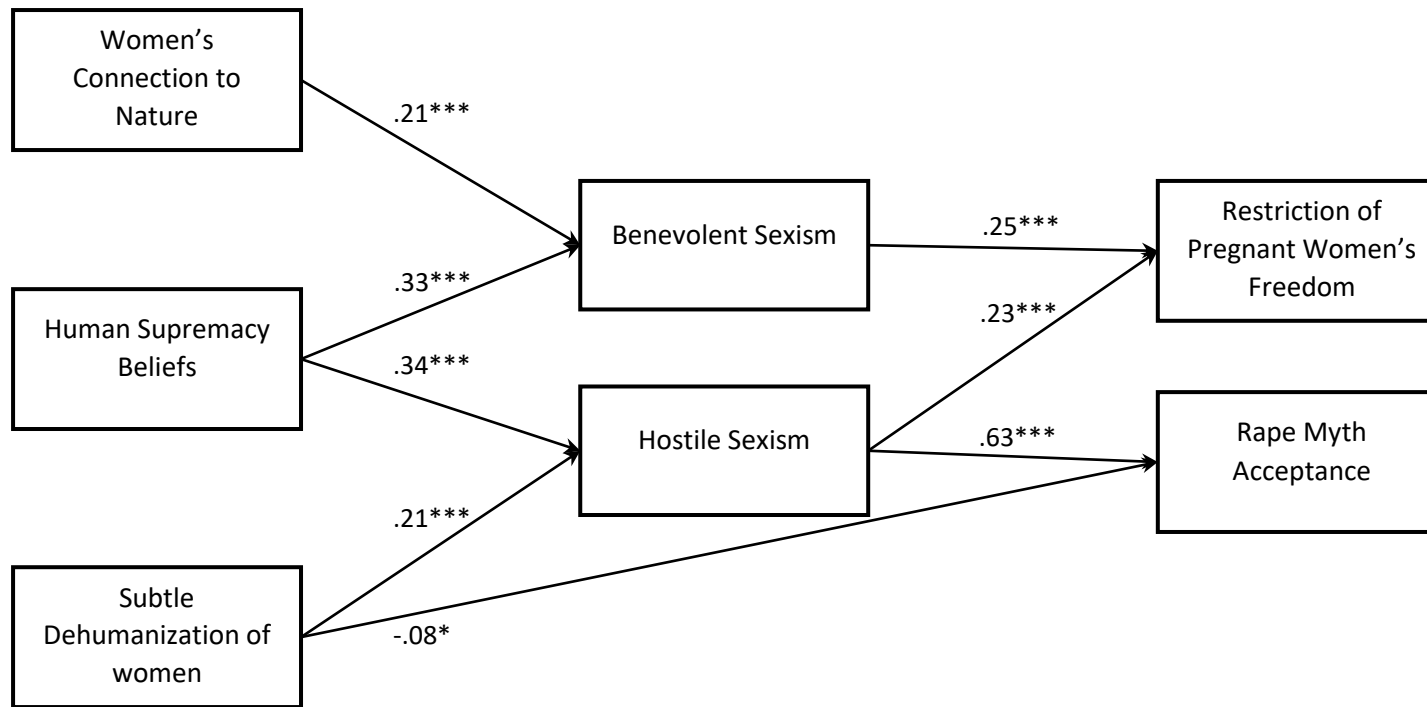 Women’s
Connection to
Nature
.21***
Benevolent Sexism
.25***
Restriction of
Pregnant Women’s
Freedom
Human Supremacy
Beliefs
.33***
.34***
.23***
Hostile Sexism
.63***
Rape Myth
Acceptance
.21***
Subtle
Dehumanization of
women
-.08*